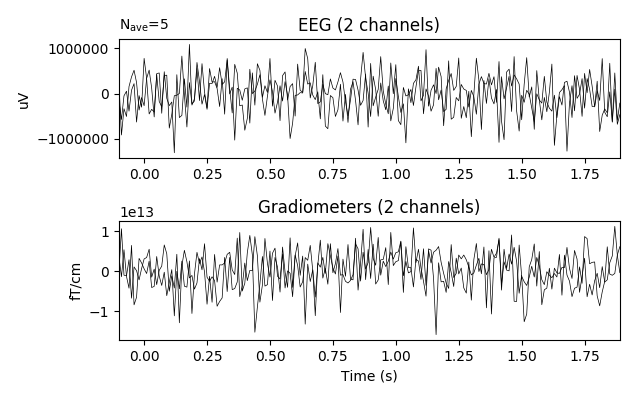 N_ave=5
EEG (2 channels)
1000000
0
−1000000
uV
0.00 0.25 0.50 0.75 1.00 1.25 1.50 1.75
1e13
Gradiometers (2 channels)
1
0
−1
fT/cm
0.00 0.25 0.50 0.75 1.00 1.25 1.50 1.75
Time (s)